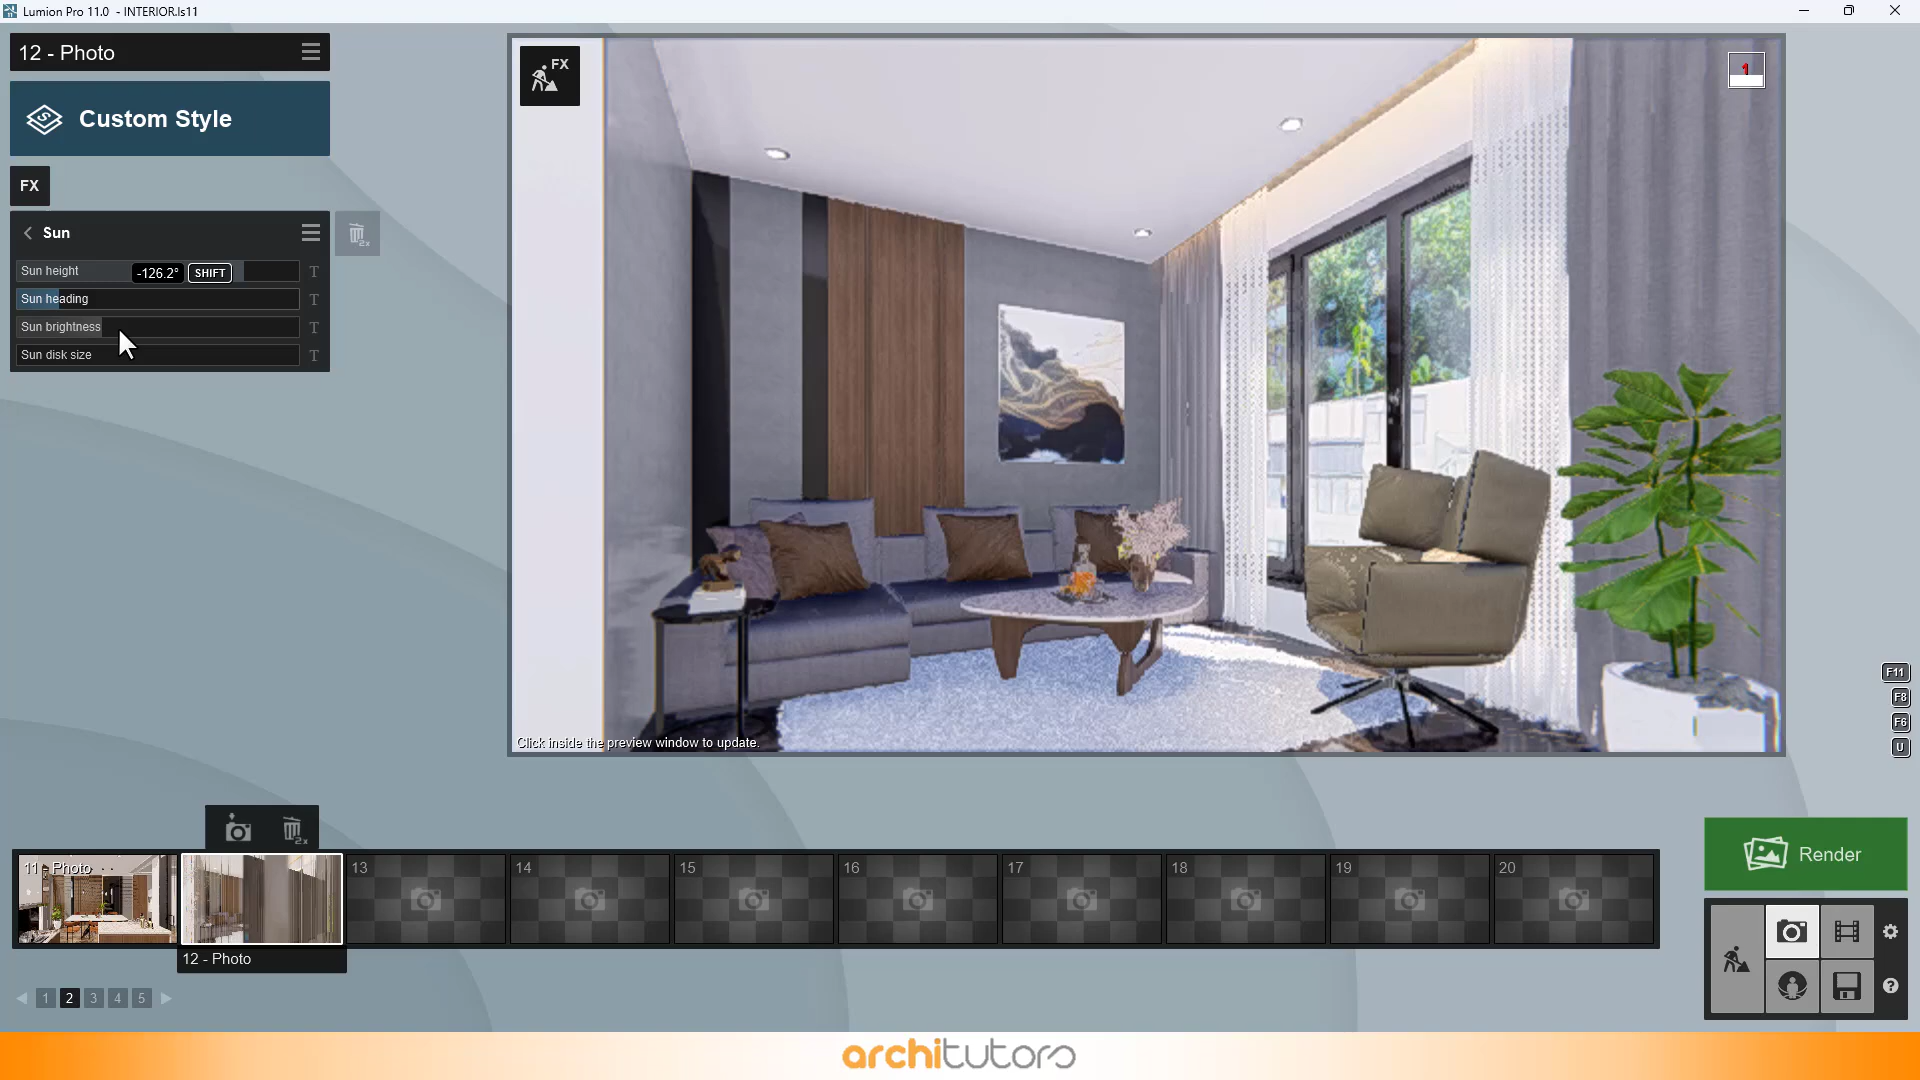 Lumion Pro 11.0 - INTERIOR.ls11
12 - Photo
Custom Style
FX
Sun
2x
Sun height
-126.2°
SHIFT
T
Sun heading
T
Sun brightness
T
Sun disk size
T
FX
1
Click inside the preview window to update.
F11
F8
F6
U
2x
11 - Photo
13
14
15
16
17
18
19
20
12 - Photo
1
2
3
4
5
Render
?
architutors